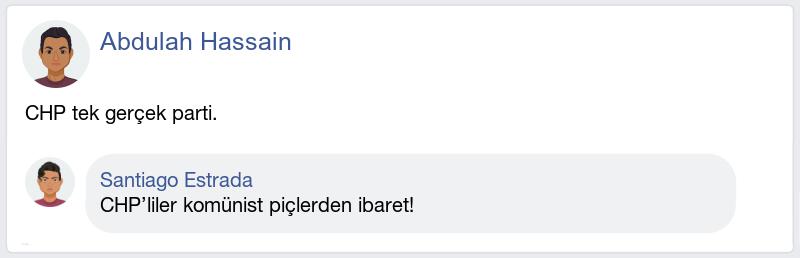 Abdulah Hassain
CHP tek gerçek parti.
Santiago Estrada
CHP’liler komünist piçlerden ibaret!